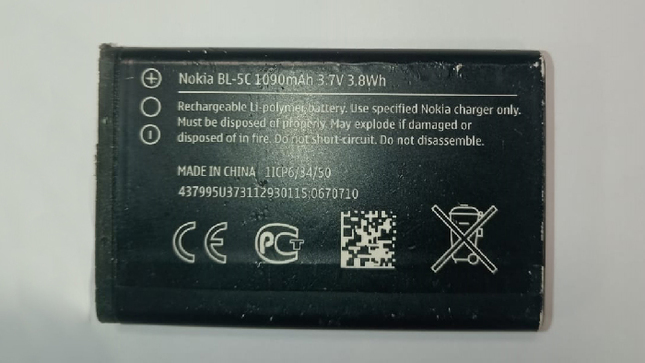 Nokia BL-5C 1090mAh 3.7V 3.8Wh
Rechargeable Li-polymer battery. Use specified Nokia charger only.
Must be disposed of properly. May explode if damaged or
disposed of in fire. Do not short-circuit. Do not disassemble.
MADE IN CHINA 1ICP6/34/50
437995U373112930115;0670710
CE PCT